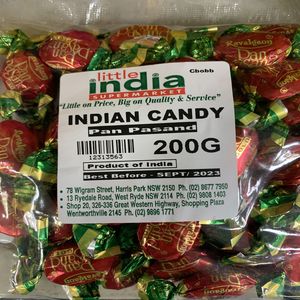 Chobb
little
india
SUPERMARKET
"Little on Price, Big on Quality & Service"
INDIAN CANDY
Pan Pasand
200G
12313563
Product of India
Best Before - SEPT/ 2023
• 78 Wigram Street, Harris Park NSW 2150 Ph. (02) 8677 7950
• 13 Ryedale Road, West Ryde NSW 2114 Ph. (02) 9808 1403
• Shop 20, 326-336 Great Western Highway, Shopping Plaza
Wentworthville 2145 Ph. (02) 9896 1771
Ravalgaon
Pan